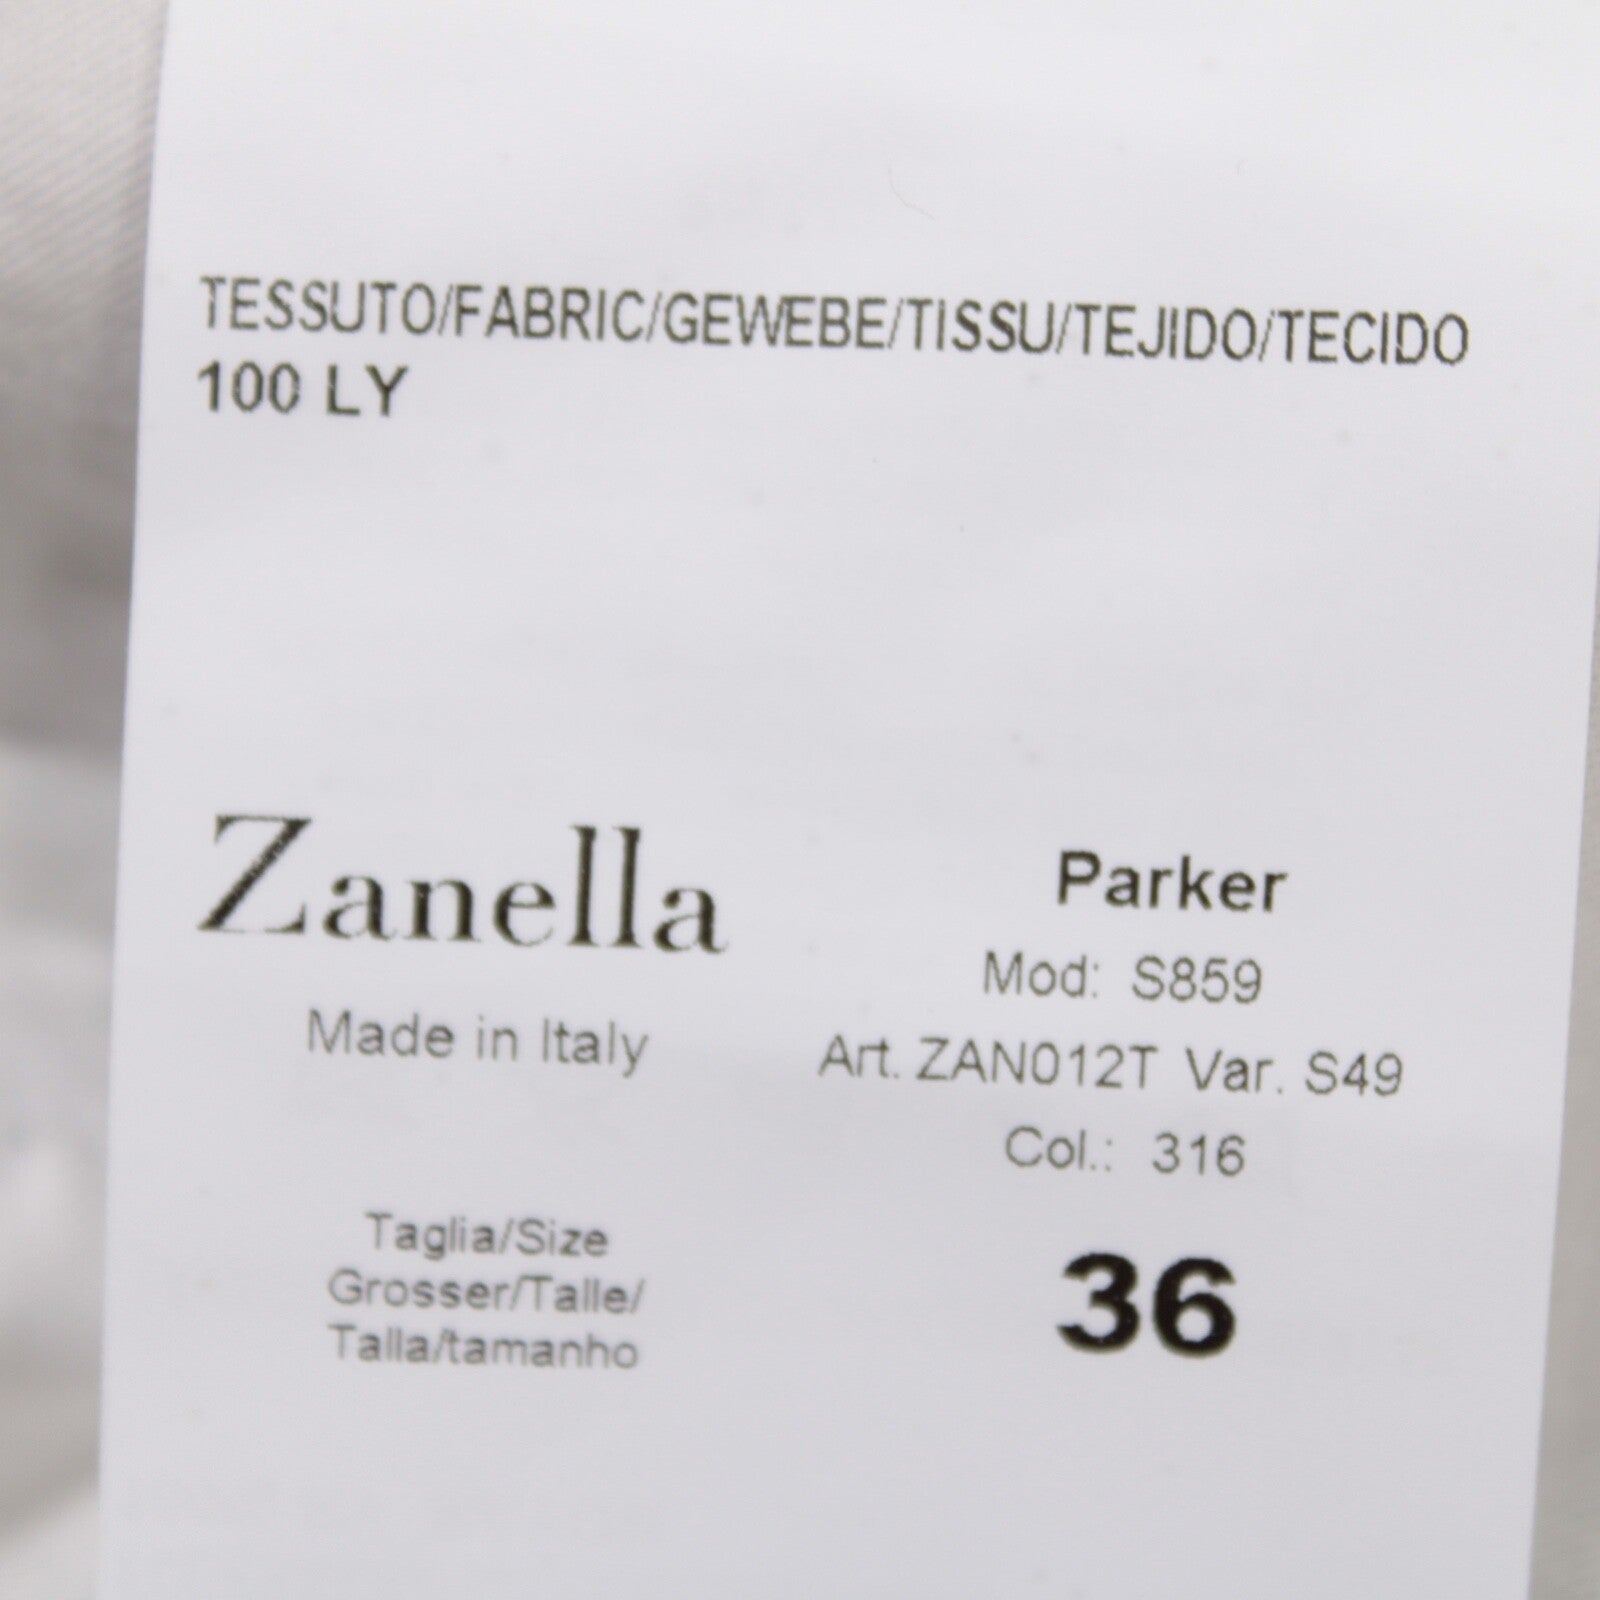 TESSUTO/FABRIC/GEWEBE/TISSU/TEJIDO/TECIDO
100 LY
Zanella
Made in Italy
Parker
Mod: S859
Art. ZAN012T Var. S49
Col.: 316
Taglia/Size
Grosser/Talle/
Talla/tamanho
36